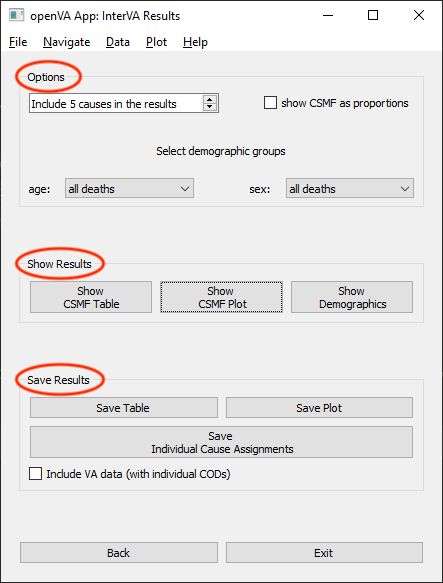 openVA App: InterVA Results
File Navigate Data Plot Help
Options
Include 5 causes in the results
show CSMF as proportions
Select demographic groups
age: all deaths sex: all deaths
Show Results
Show
CSMF Table
Show
CSMF Plot
Show
Demographics
Save Results
Save Table Save Plot
Save
Individual Cause Assignments
Include VA data (with individual CODs)
Back Exit